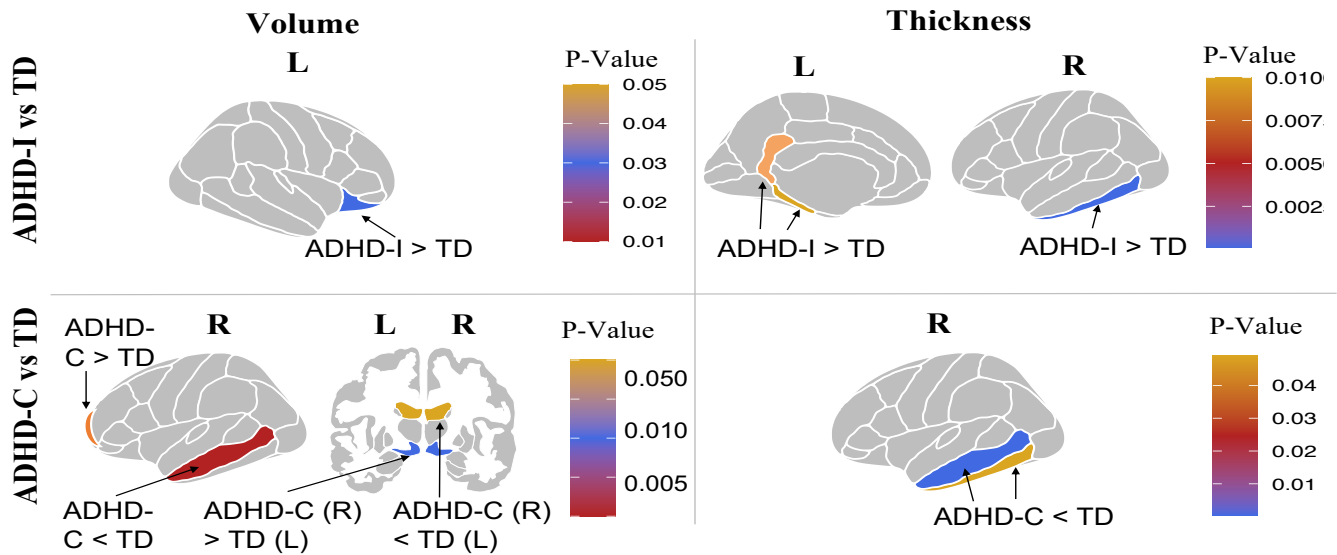 Volume
Thickness
ADHD-I vs TD
L
P-Value
0.05
0.04
0.03
0.02
0.01
ADHD-I > TD
L
R
P-Value
0.010
0.007
0.005
0.002
ADHD-I > TD
ADHD-I > TD
ADHD-C vs TD
ADHD-
C > TD
R
L
R
P-Value
0.050
0.010
0.005
ADHD-
C < TD
ADHD-C (R)
> TD (L)
ADHD-C (R)
< TD (L)
R
P-Value
0.04
0.03
0.02
0.01
ADHD-C < TD